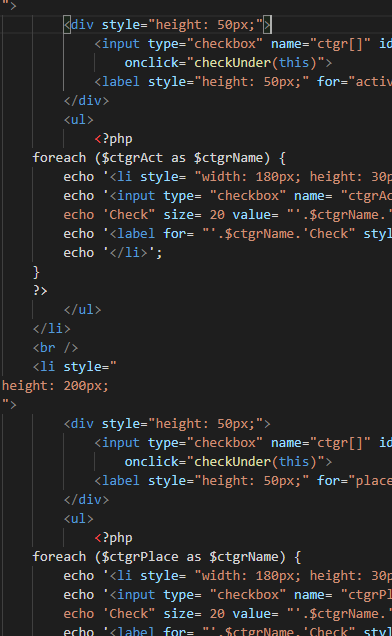 ">
<div style="height: 50px;">
<input type="checkbox" name="ctgr[]" id
onclick="checkUnder(this)">
<label style="height: 50px;" for="activ
</div>
<ul>
<?php
foreach ($ctgrAct as $ctgrName) {
echo '<li style= "width: 180px; height: 30p
echo '<input type= "checkbox" name= "ctgrAc
echo 'Check" size= 20 value= "'.$ctgrName.'
echo '<label for= "'.$ctgrName.'Check" styl
echo '</li>';
}
?>
</ul>
</li>
<br />
<li style="
height: 200px;
">
<div style="height: 50px;">
<input type="checkbox" name="ctgr[]" id
onclick="checkUnder(this)">
<label style="height: 50px;" for="place
</div>
<ul>
<?php
foreach ($ctgrPlace as $ctgrName) {
echo '<li style= "width: 180px; height: 30p
echo '<input type= "checkbox" name= "ctgrPl
echo 'Check" size= 20 value= "'.$ctgrName.'
echo '<label for= "'.$ctgrName.'Check" styl